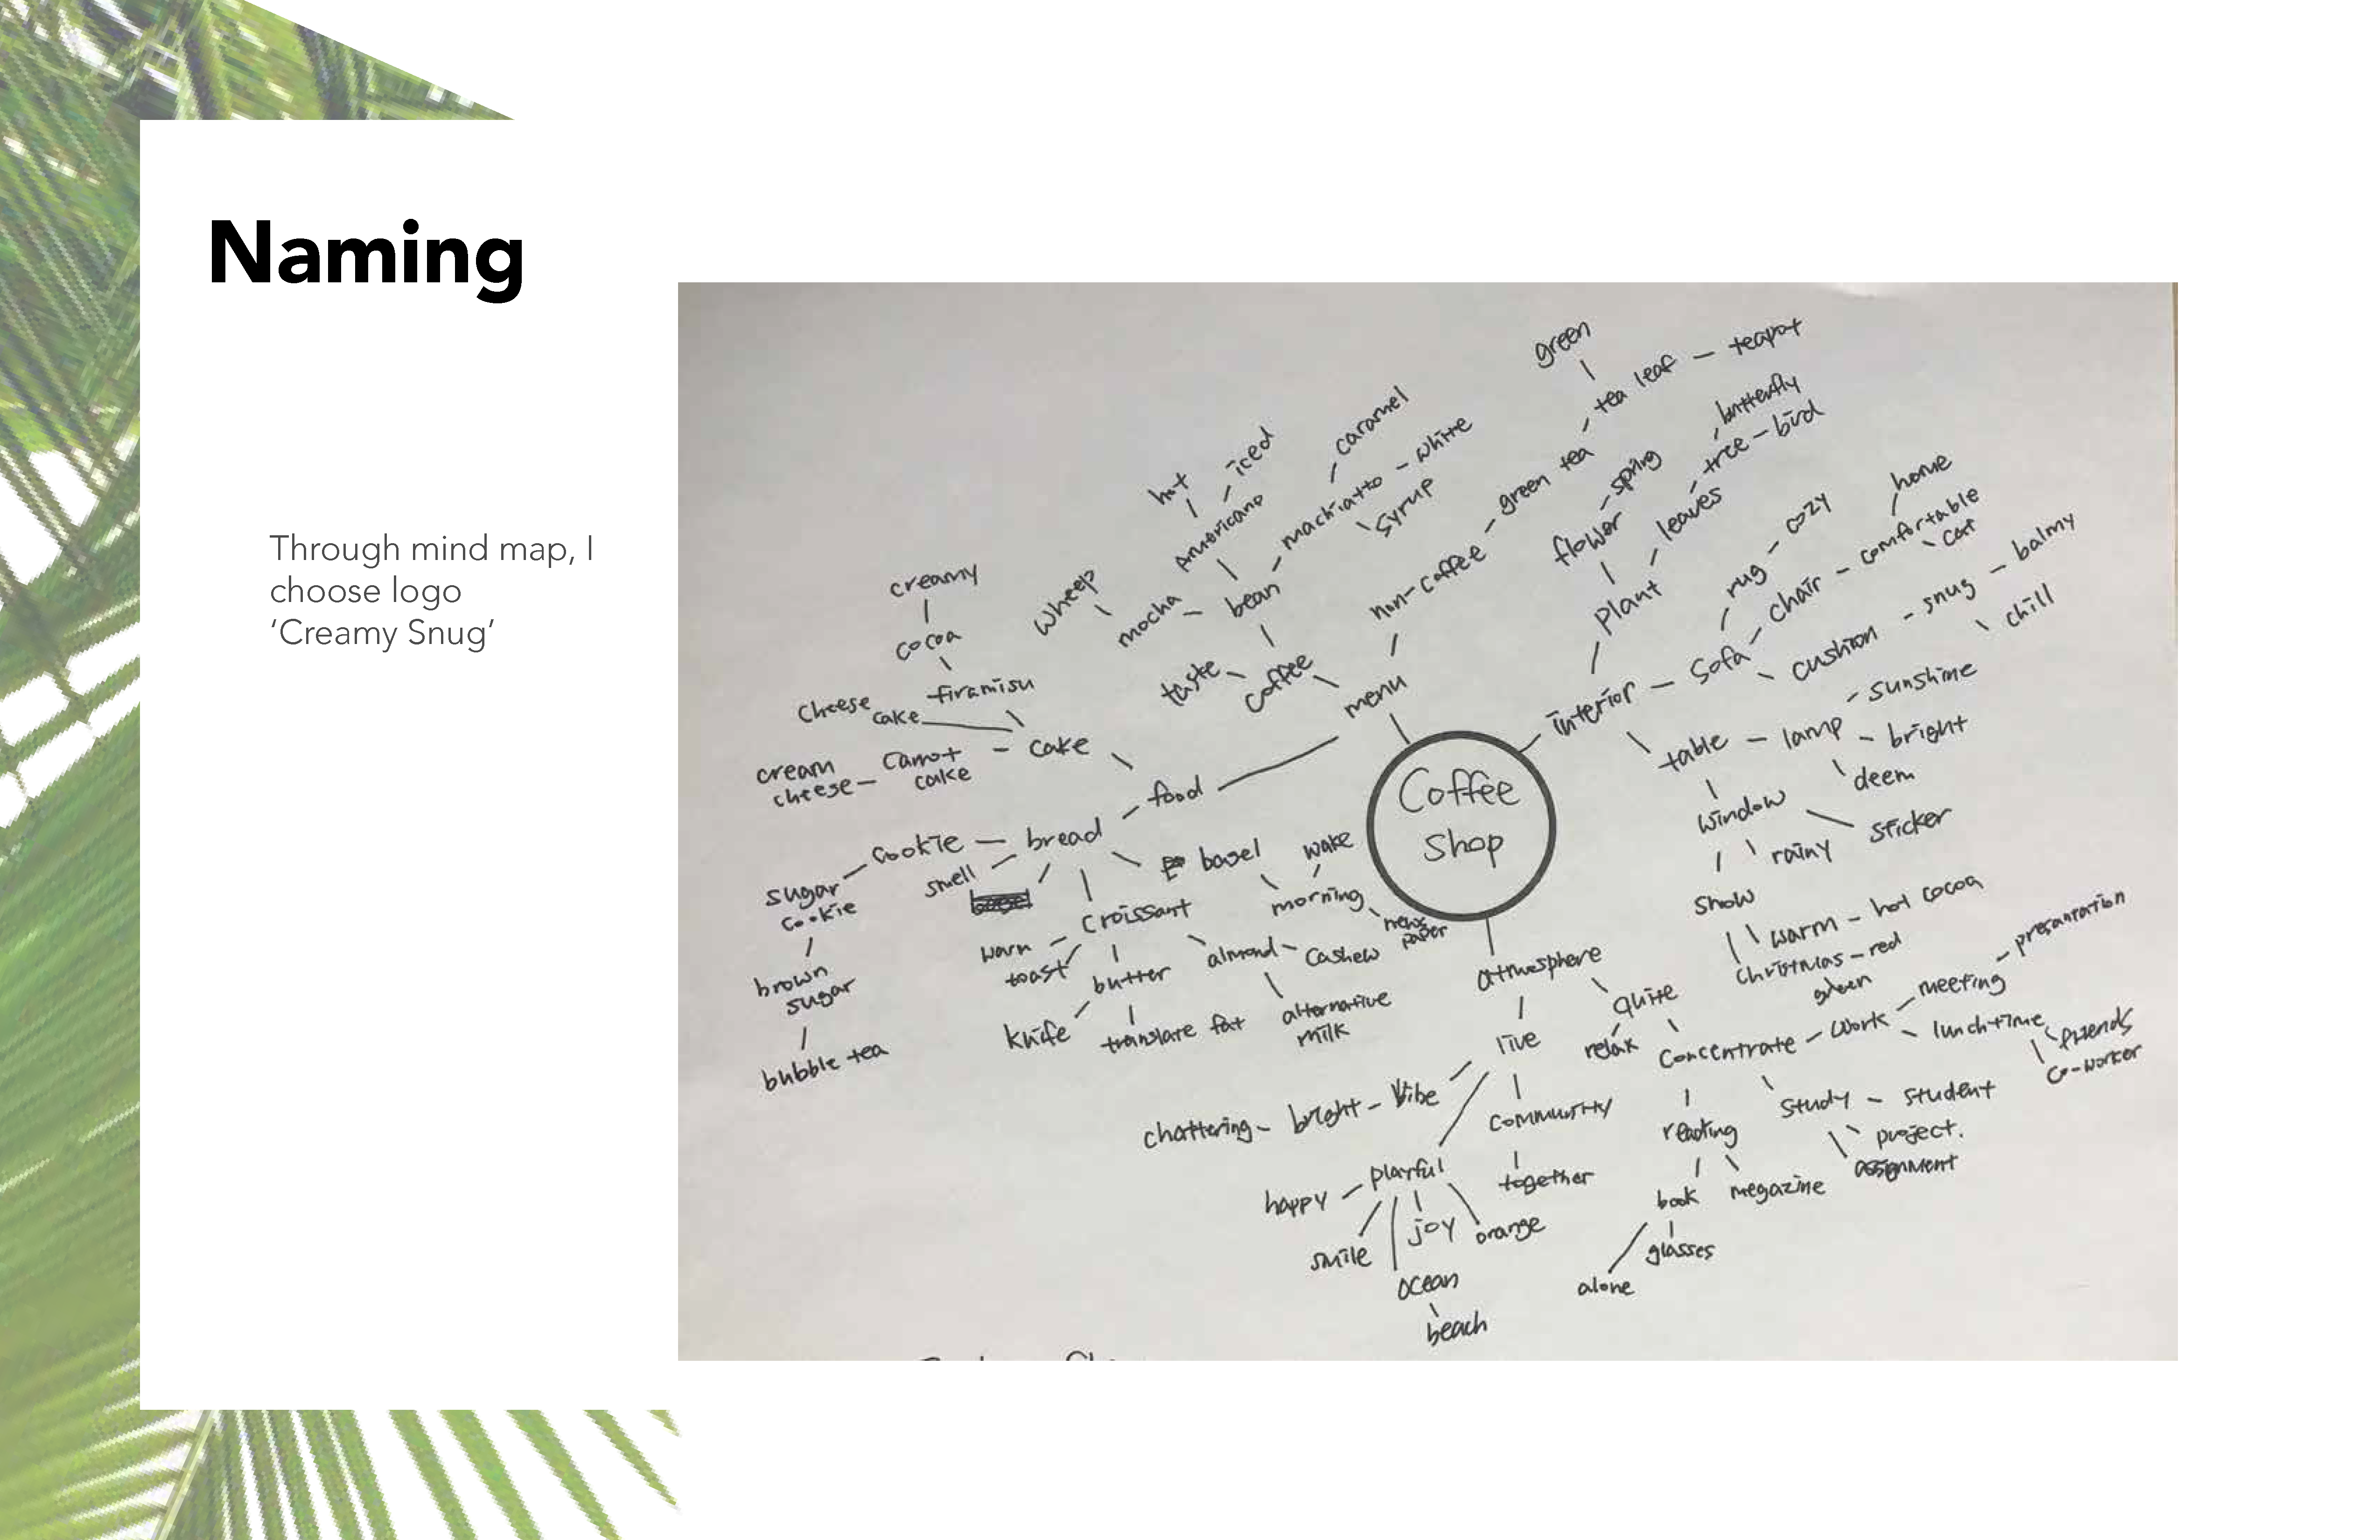 Naming
Through mind map, I
choose logo
‘Creamy Snug’
Coffee
shop
menu
coffee
taste
bean
mocha
wheep
Americano
hot
iced
machiatto
caramel
white
syrup
non-coffee
green tea
tea leaf
green
teapot
food
cake
tiramisu
cocoa
creamy
Cheese
cake
Carrot
cake
cream
cheese
bread
cookie
sugar
cookie
brown
sugar
bubble tea
smell
croissant
warm
toast
butter
knife
translate fat
almond
cashew
alternative
milk
bagel
morning
wake
news
paper
interior
plant
flower
spring
leaves
tree
butterfly
bird
sofa
rug
cozy
chair
comfortable
home
cushion
snug
balmy
chill
table
lamp
sunshine
bright
deem
window
sticker
rainy
snow
warm
hot cocoa
christmas
red
green
atmosphere
quite
relax
concentrate
work
meeting
presantation
lunchtime
friends
co-worker
study
student
project.
assignment
reading
book
megazine
glasses
alone
live
Vibe
bright
chattering
community
together
playful
happy
smile
joy
orange
ocean
beach